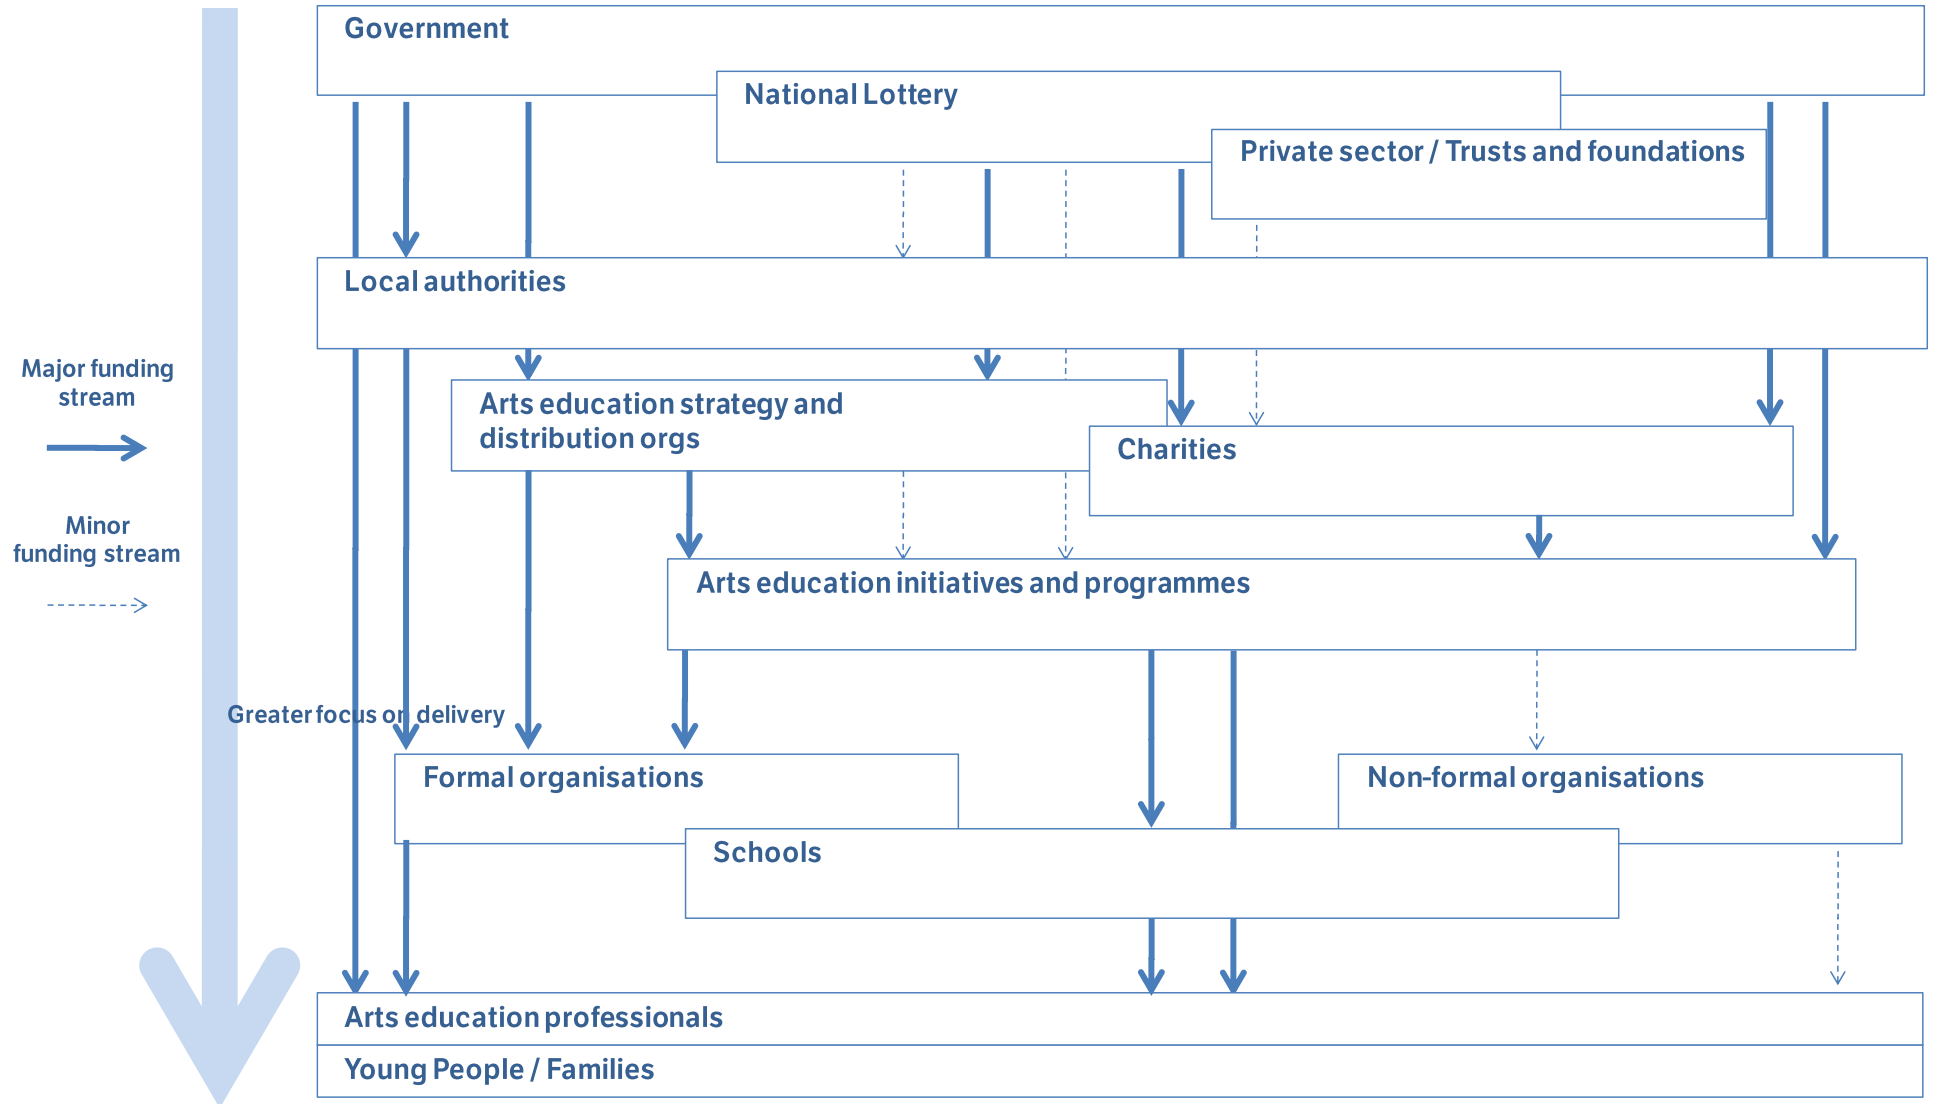 Government
National Lottery
Private sector / Trusts and foundations
Local authorities
Major funding
stream
Arts education strategy and
distribution orgs
Charities
Minor
funding stream
Arts education initiatives and programmes
Greater focus on delivery
Formal organisations
Non-formal organisations
Schools
Arts education professionals
Young People / Families